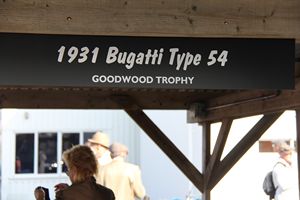 1931 Bugatti Type 54
GOODWOOD TROPHY